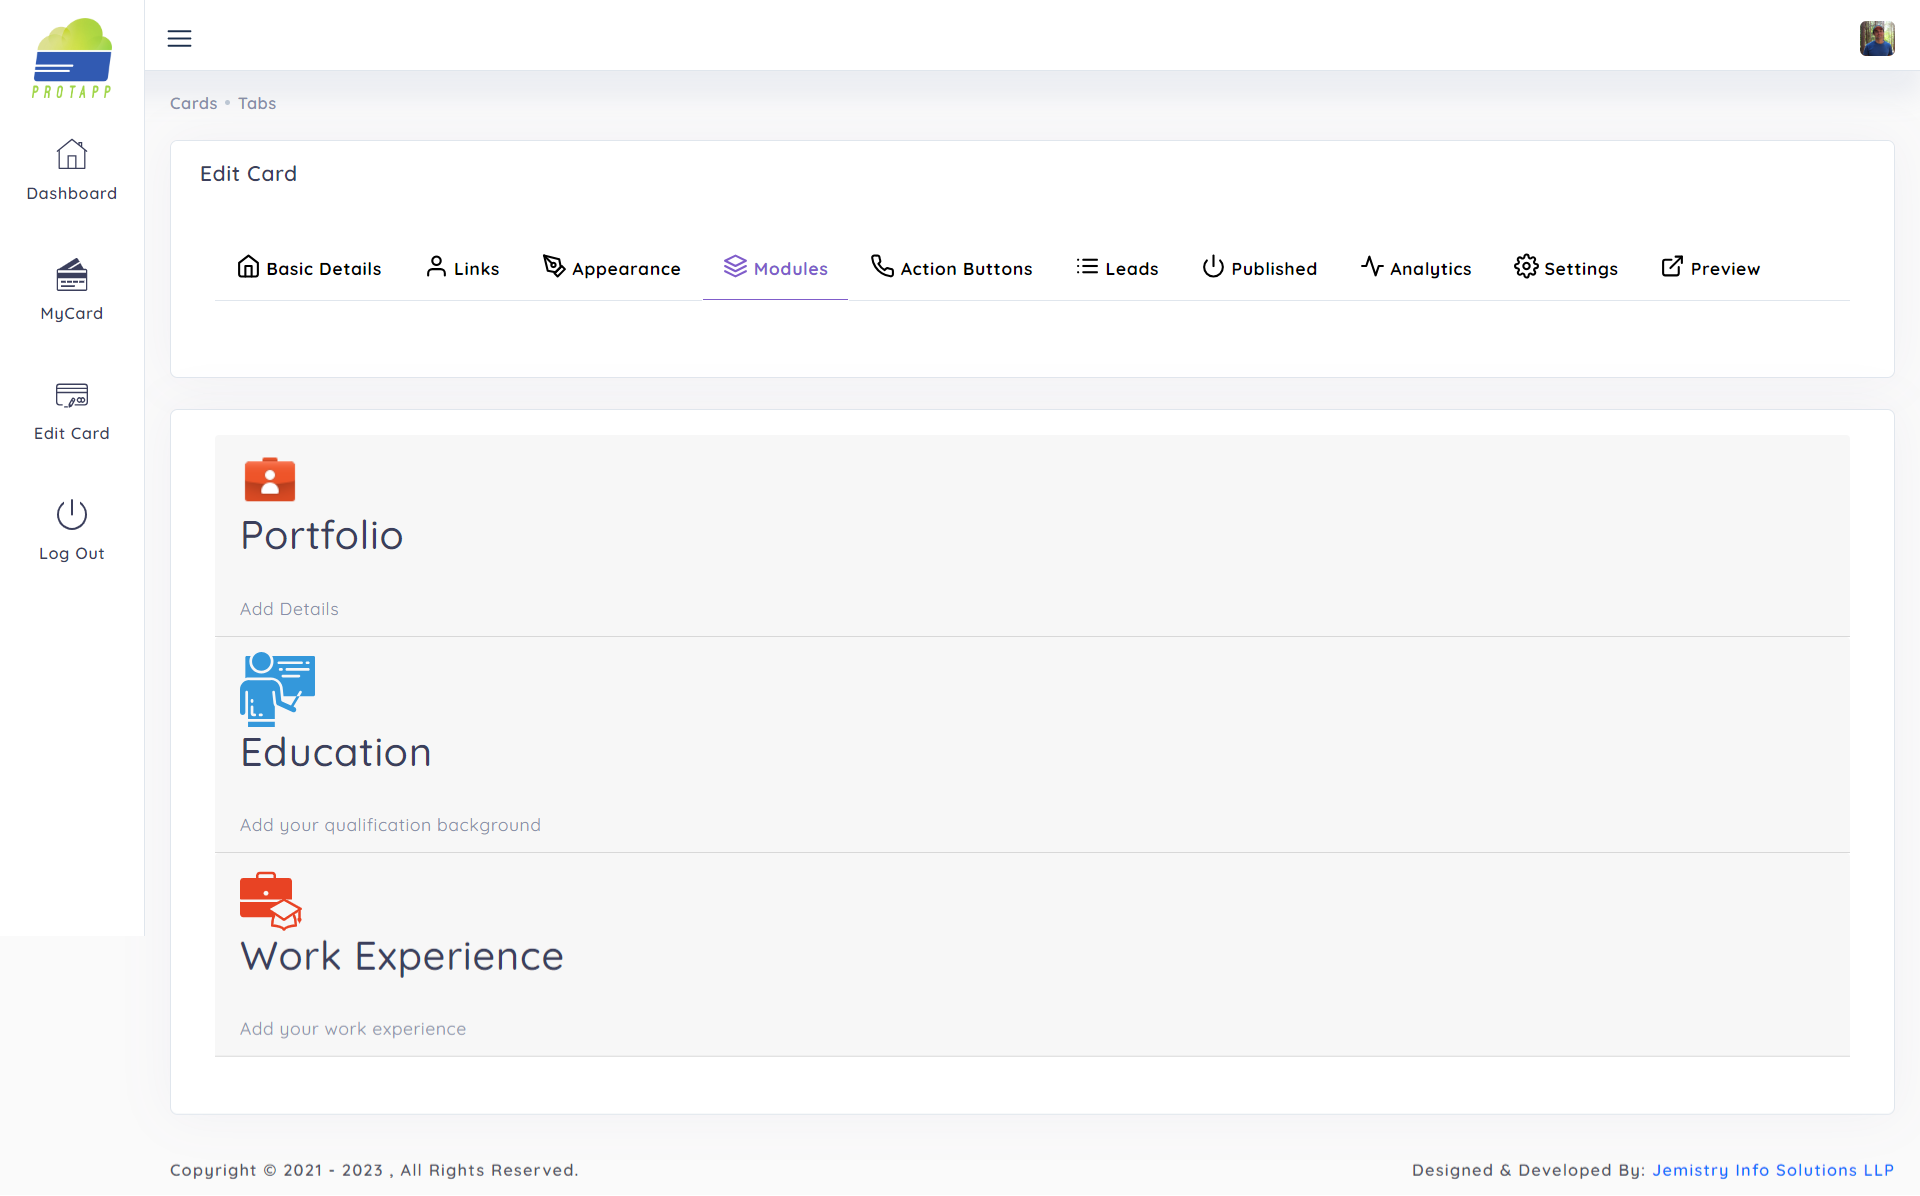 PROTAPP
Dashboard
MyCard
Edit Card
Log Out
Cards • Tabs
Edit Card
Basic Details Links Appearance Modules Action Buttons Leads Published Analytics Settings Preview
Portfolio
Add Details
Education
Add your qualification background
Work Experience
Add your work experience
Copyright © 2021 - 2023 , All Rights Reserved.
Designed & Developed By: Jemistry Info Solutions LLP